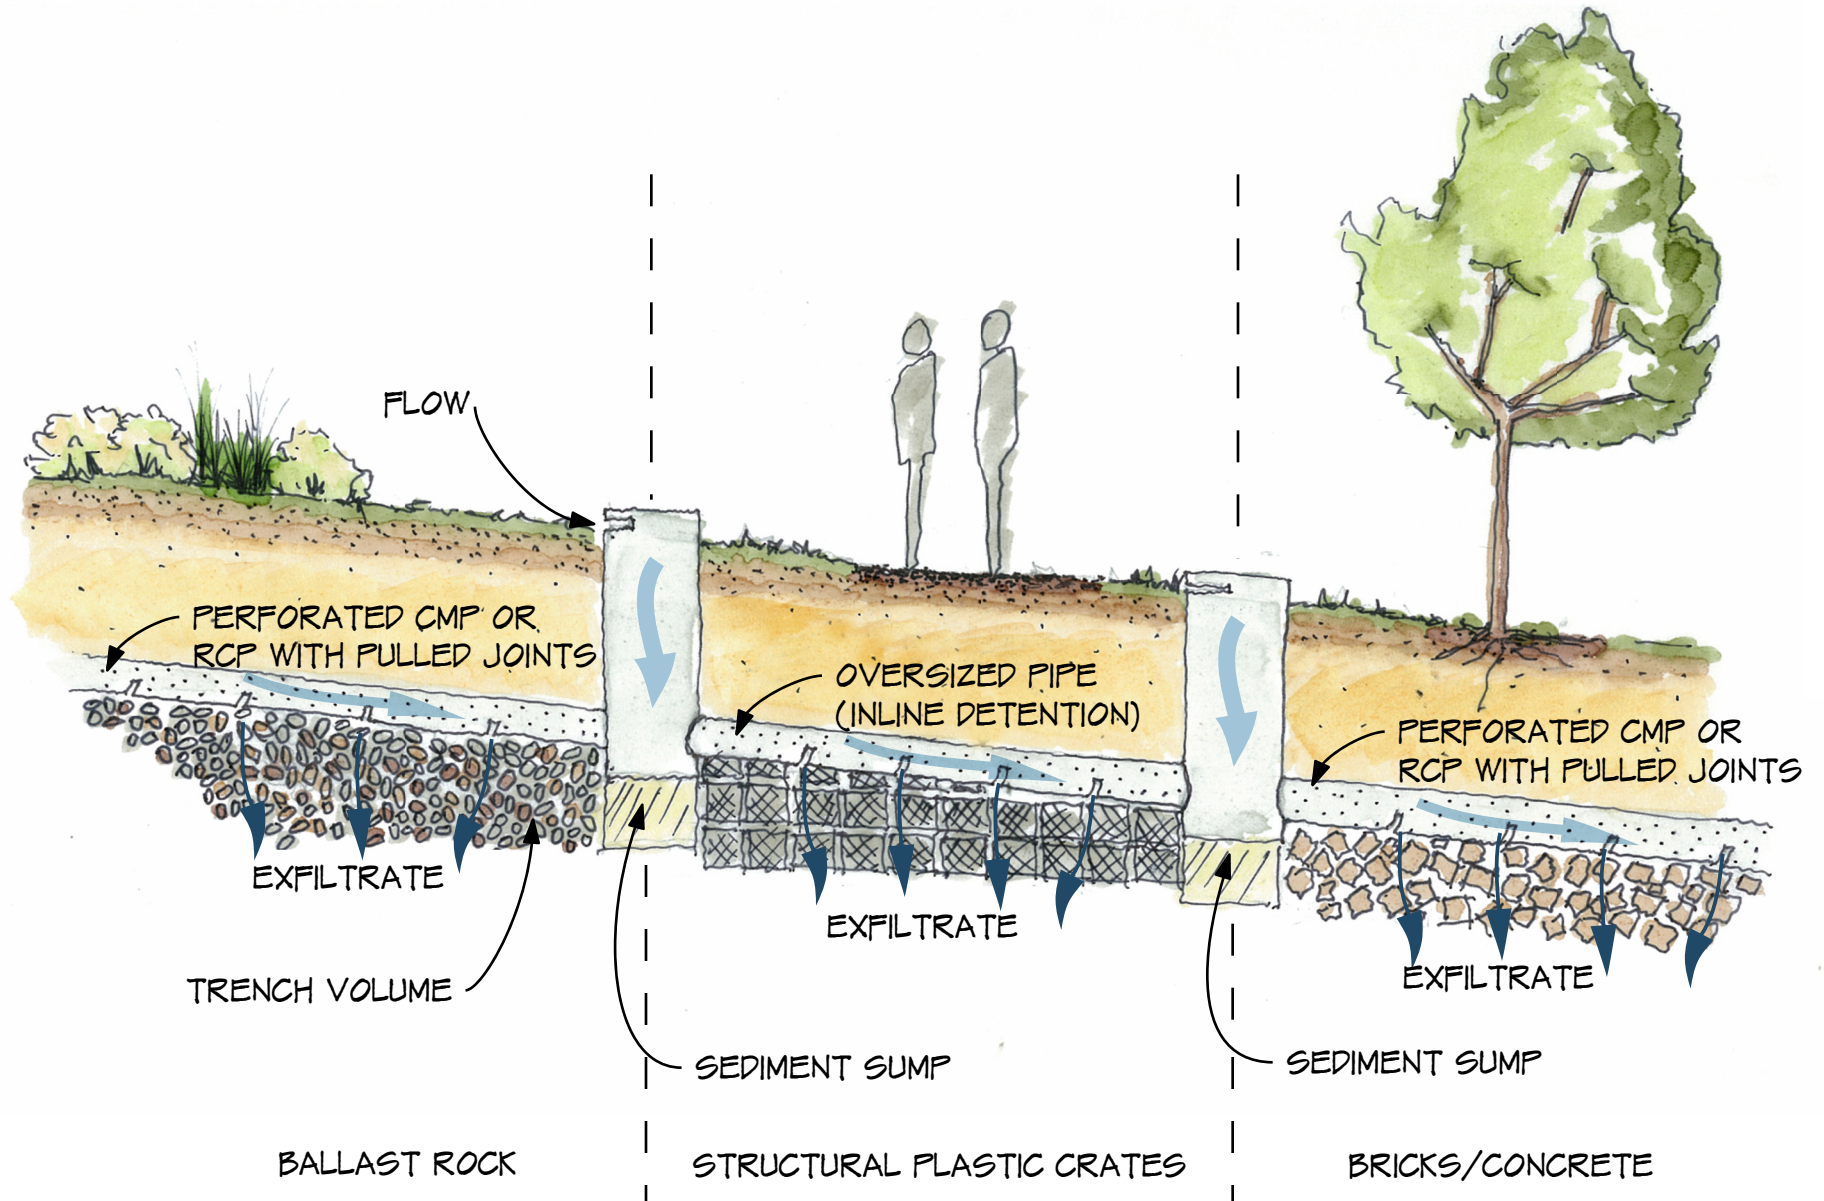 FLOW
PERFORATED CMP OR
RCP WITH PULLED JOINTS
OVERSIZED PIPE
(INLINE DETENTION)
PERFORATED CMP OR
RCP WITH PULLED JOINTS
EXFILTRATE
EXFILTRATE
EXFILTRATE
TRENCH VOLUME
SEDIMENT SUMP
SEDIMENT SUMP
BALLAST ROCK
STRUCTURAL PLASTIC CRATES
BRICKS/CONCRETE